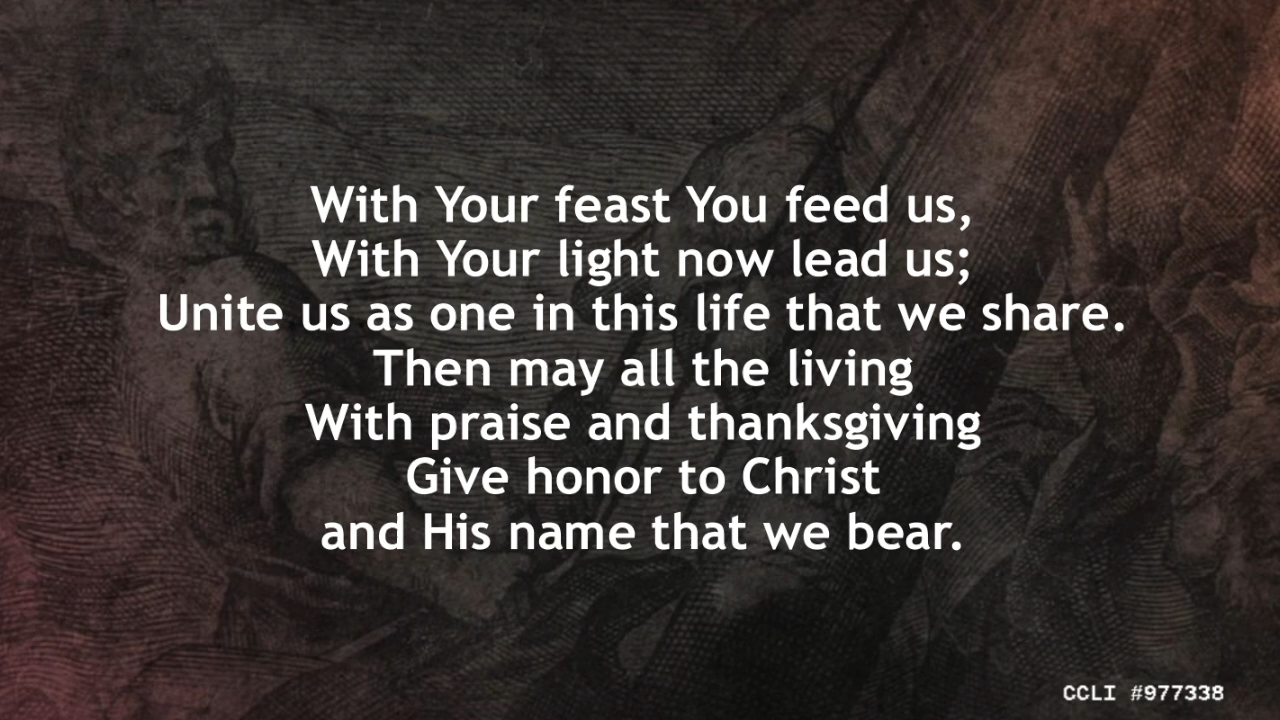 With Your feast You feed us,
With Your light now lead us;
Unite us as one in this life that we share.
Then may all the living
With praise and thanksgiving
Give honor to Christ
and His name that we bear.
CCLI #977338